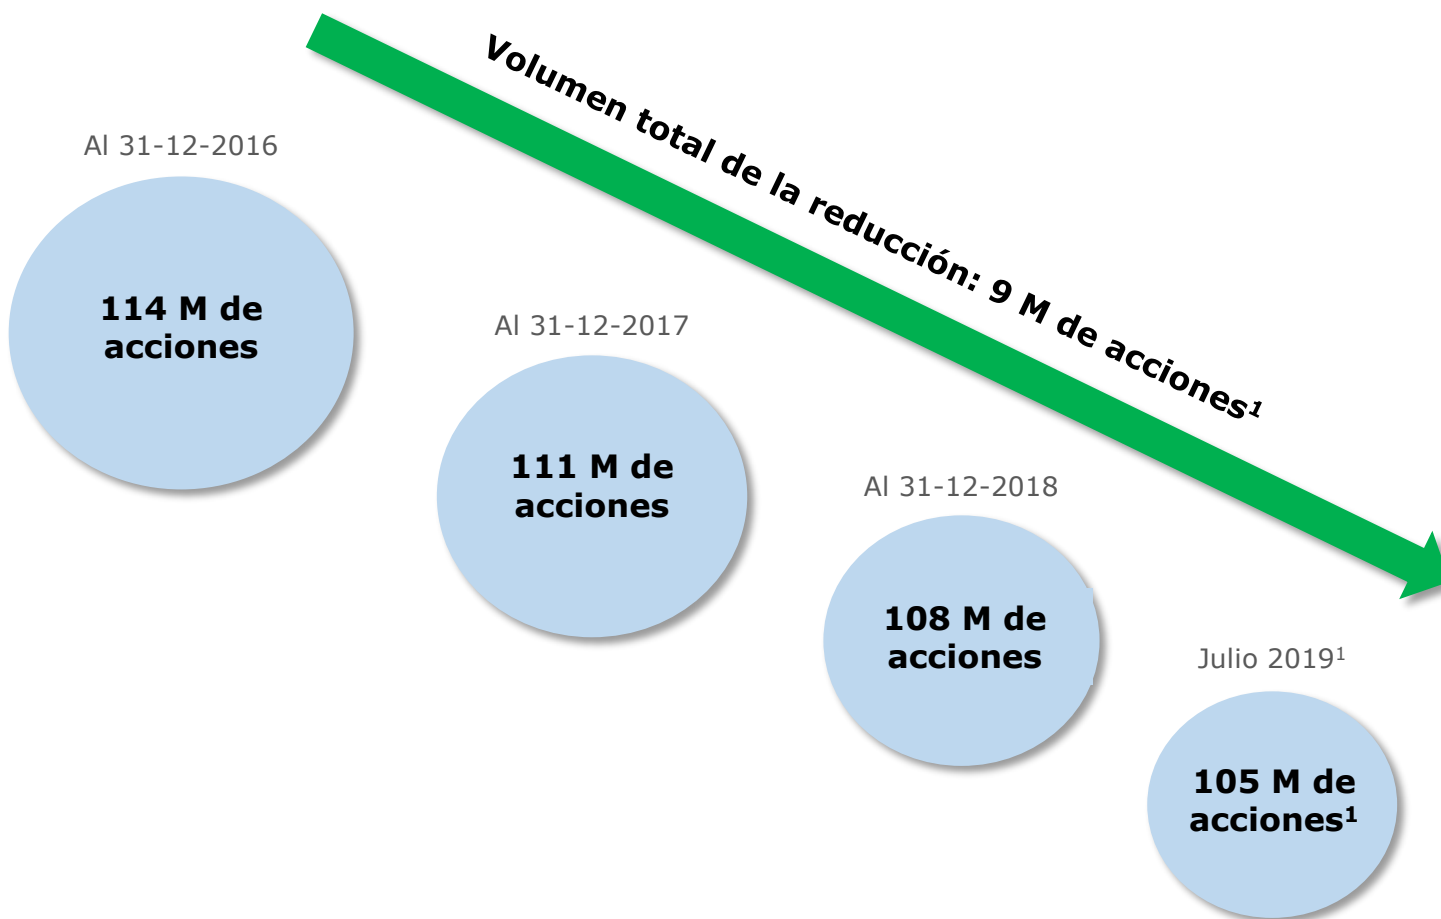 Volumen total de la reducción: 9 M de acciones¹
Al 31-12-2016
114 M de
acciones
Al 31-12-2017
111 M de
acciones
Al 31-12-2018
108 M de
acciones
Julio 2019¹
105 M de
acciones¹